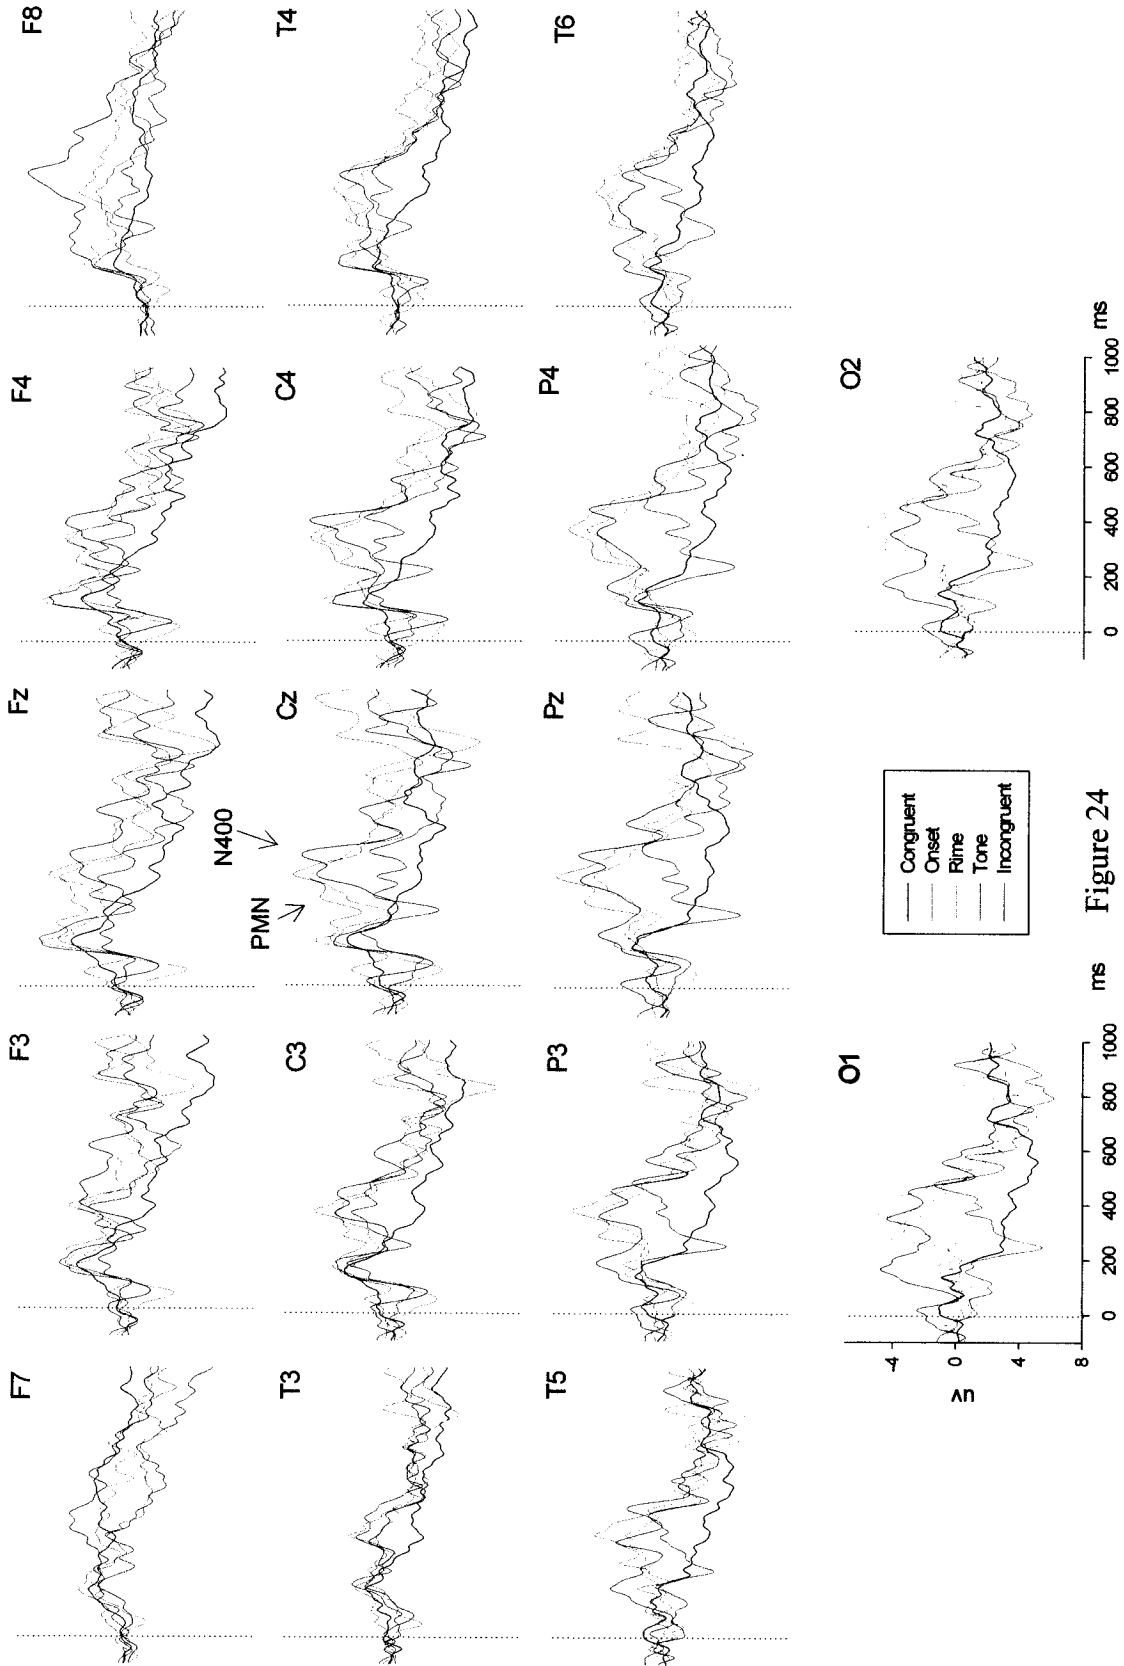 F7
F3
Fz
F4
F8
T3
C3
Cz
C4
T4
T5
P3
Pz
P4
T6
PMN
N400
O1
O2
uv
-4
0
4
8
0
200
400
600
800
1000
ms
0
200
400
600
800
1000
ms
Congruent
Onset
Rime
Tone
Incongruent
Figure 24